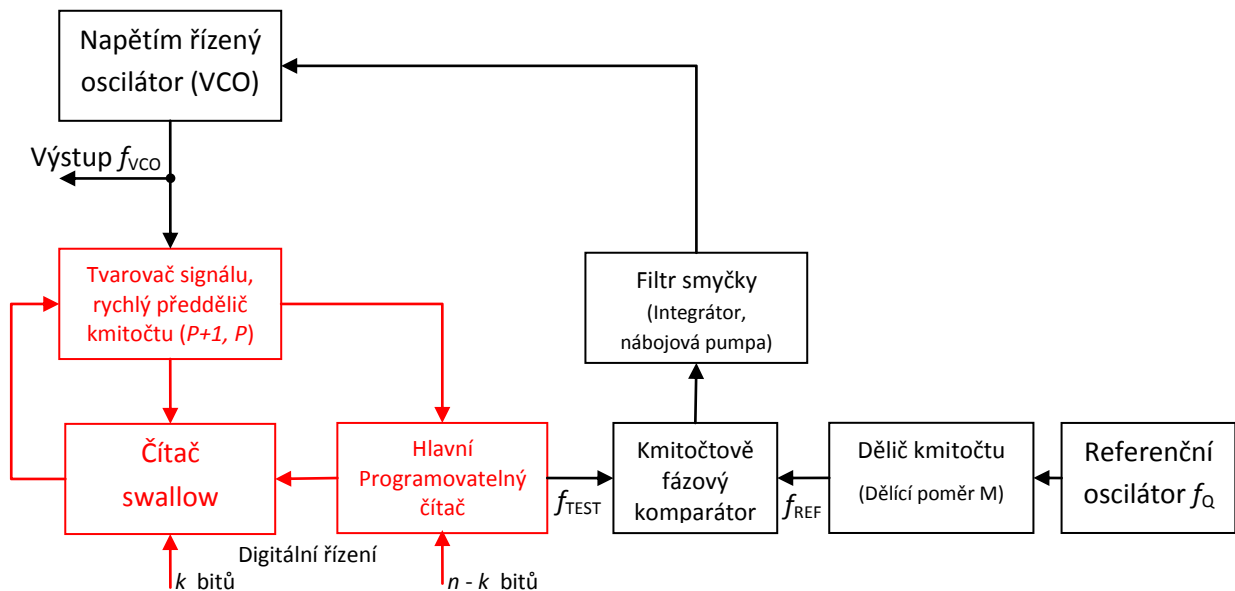 Napětím řízený
oscilátor (VCO)
Výstup fVCO
Tvarovač signálu,
rychlý předdělič
kmitočtu (P+1, P)
Filtr smyčky
(Integrátor,
nábojová pumpa)
Čítač
swallow
Hlavní
Programovatelný
čítač
fTEST
Kmitočtově
fázový
komparátor
fREF
Dělič kmitočtu
(Dělící poměr M)
Referenční
oscilátor fQ
Digitální řízení
k bitů
n - k bitů